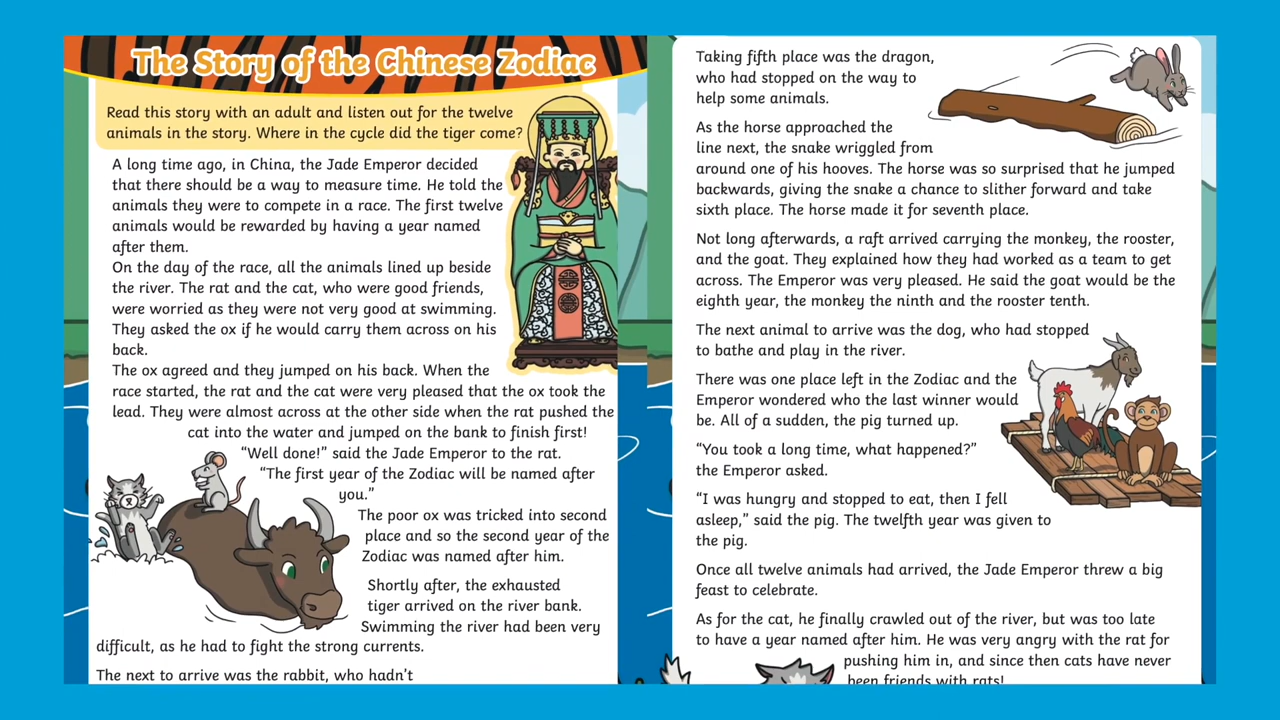 The Story of the Chinese Zodiac
Read this story with an adult and listen out for the twelve
animals in the story. Where in the cycle did the tiger come?
A long time ago, in China, the Jade Emperor decided
that there should be a way to measure time. He told the
animals they were to compete in a race. The first twelve
animals would be rewarded by having a year named
after them.
On the day of the race, all the animals lined up beside
the river. The rat and the cat, who were good friends,
were worried as they were not very good at swimming.
They asked the ox if he would carry them across on his
back.
The ox agreed and they jumped on his back. When the
race started, the rat and the cat were very pleased that the ox took the
lead. They were almost across at the other side when the rat pushed the
cat into the water and jumped on the bank to finish first!
“Well done!” said the Jade Emperor to the rat.
“The first year of the Zodiac will be named after
you.”
The poor ox was tricked into second
place and so the second year of the
Zodiac was named after him.
Shortly after, the exhausted
tiger arrived on the river bank.
Swimming the river had been very
difficult, as he had to fight the strong currents.
The next to arrive was the rabbit, who hadn’t
Taking fifth place was the dragon,
who had stopped on the way to
help some animals.
As the horse approached the
line next, the snake wriggled from
around one of his hooves. The horse was so surprised that he jumped
backwards, giving the snake a chance to slither forward and take
sixth place. The horse made it for seventh place.
Not long afterwards, a raft arrived carrying the monkey, the rooster,
and the goat. They explained how they had worked as a team to get
across. The Emperor was very pleased. He said the goat would be the
eighth year, the monkey the ninth and the rooster tenth.
The next animal to arrive was the dog, who had stopped
to bathe and play in the river.
There was one place left in the Zodiac and the
Emperor wondered who the last winner would
be. All of a sudden, the pig turned up.
“You took a long time, what happened?”
the Emperor asked.
“I was hungry and stopped to eat, then I fell
asleep,” said the pig. The twelfth year was given to
the pig.
Once all twelve animals had arrived, the Jade Emperor threw a big
feast to celebrate.
As for the cat, he finally crawled out of the river, but was too late
to have a year named after him. He was very angry with the rat for
pushing him in, and since then cats have never
been friends with rats!